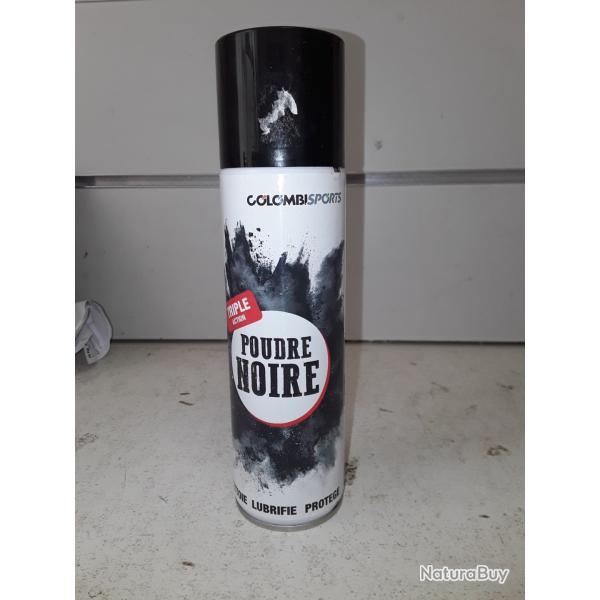 COLOMBISPORTS
TRIPLE
ACTION
POUDRE
NOIRE
LUBRIFIE PROTEGE
NaturaBuy